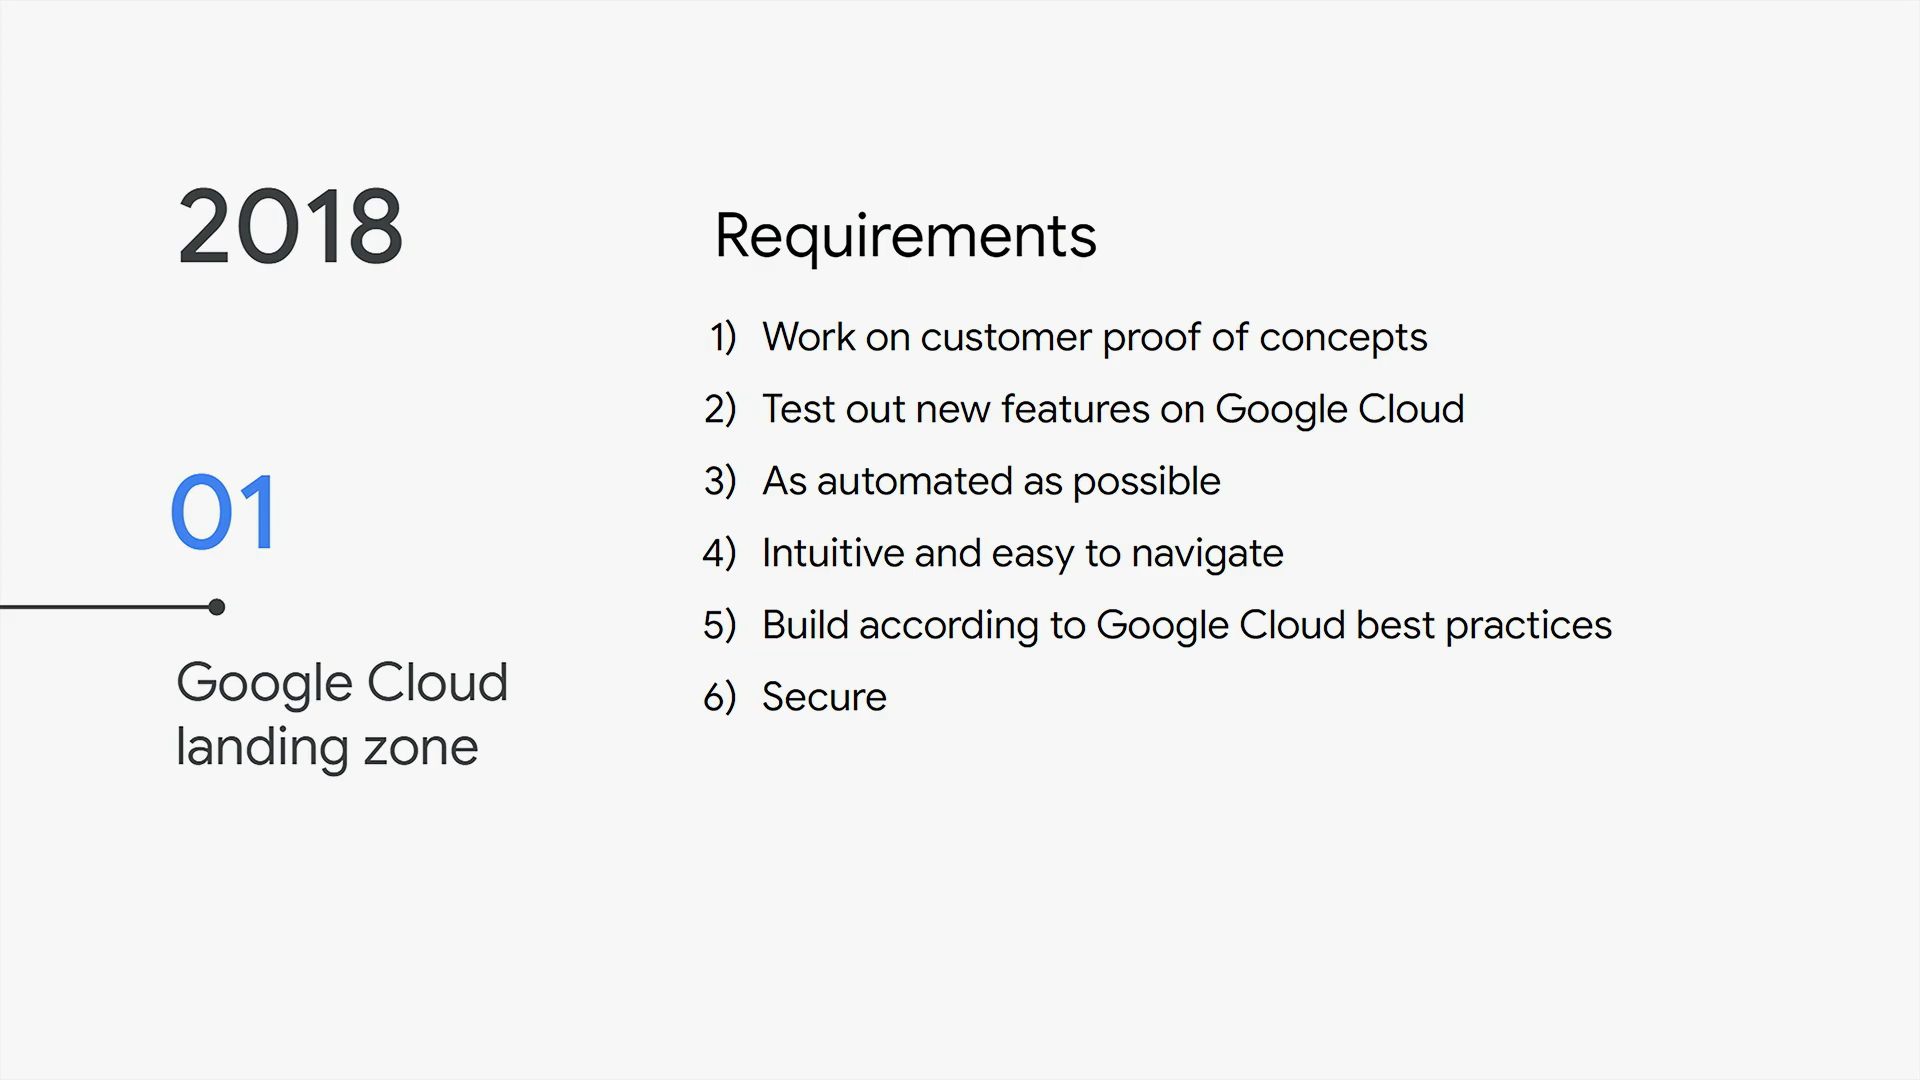 2018
01
Google Cloud
landing zone
Requirements
1) Work on customer proof of concepts
2) Test out new features on Google Cloud
3) As automated as possible
4) Intuitive and easy to navigate
5) Build according to Google Cloud best practices
6) Secure